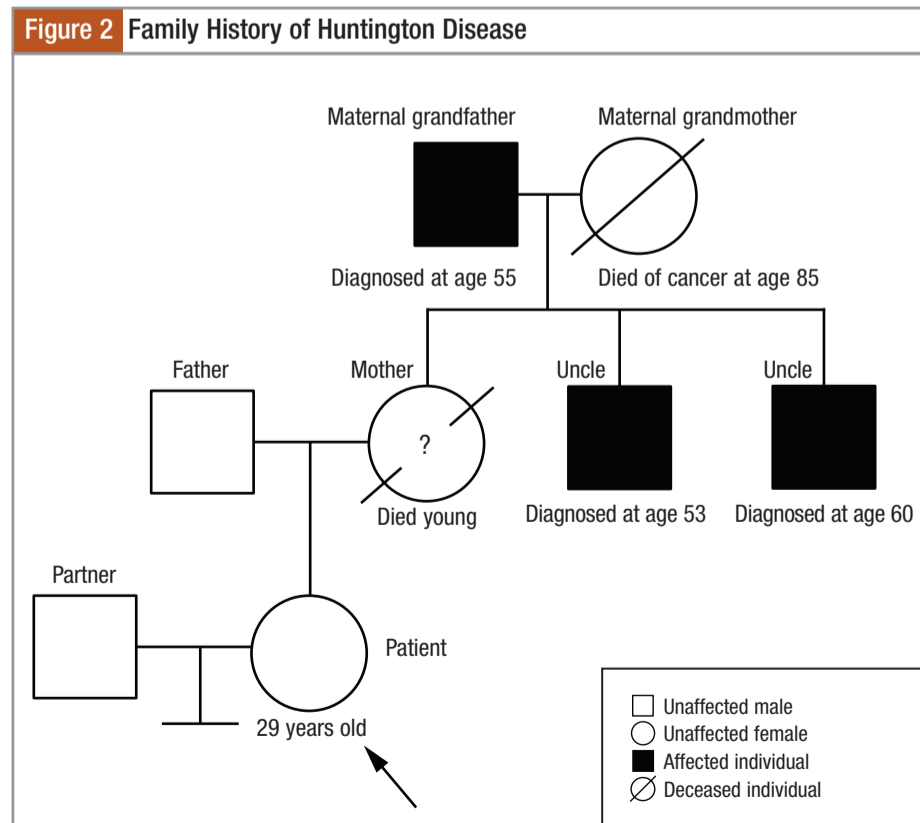 Figure 2 Family History of Huntington Disease
Maternal grandfather
Maternal grandmother
Diagnosed at age 55
Died of cancer at age 85
Father
Mother
Uncle
Uncle
?
Died young
Diagnosed at age 53
Diagnosed at age 60
Partner
Patient
29 years old
Unaffected male
Unaffected female
Affected individual
Deceased individual